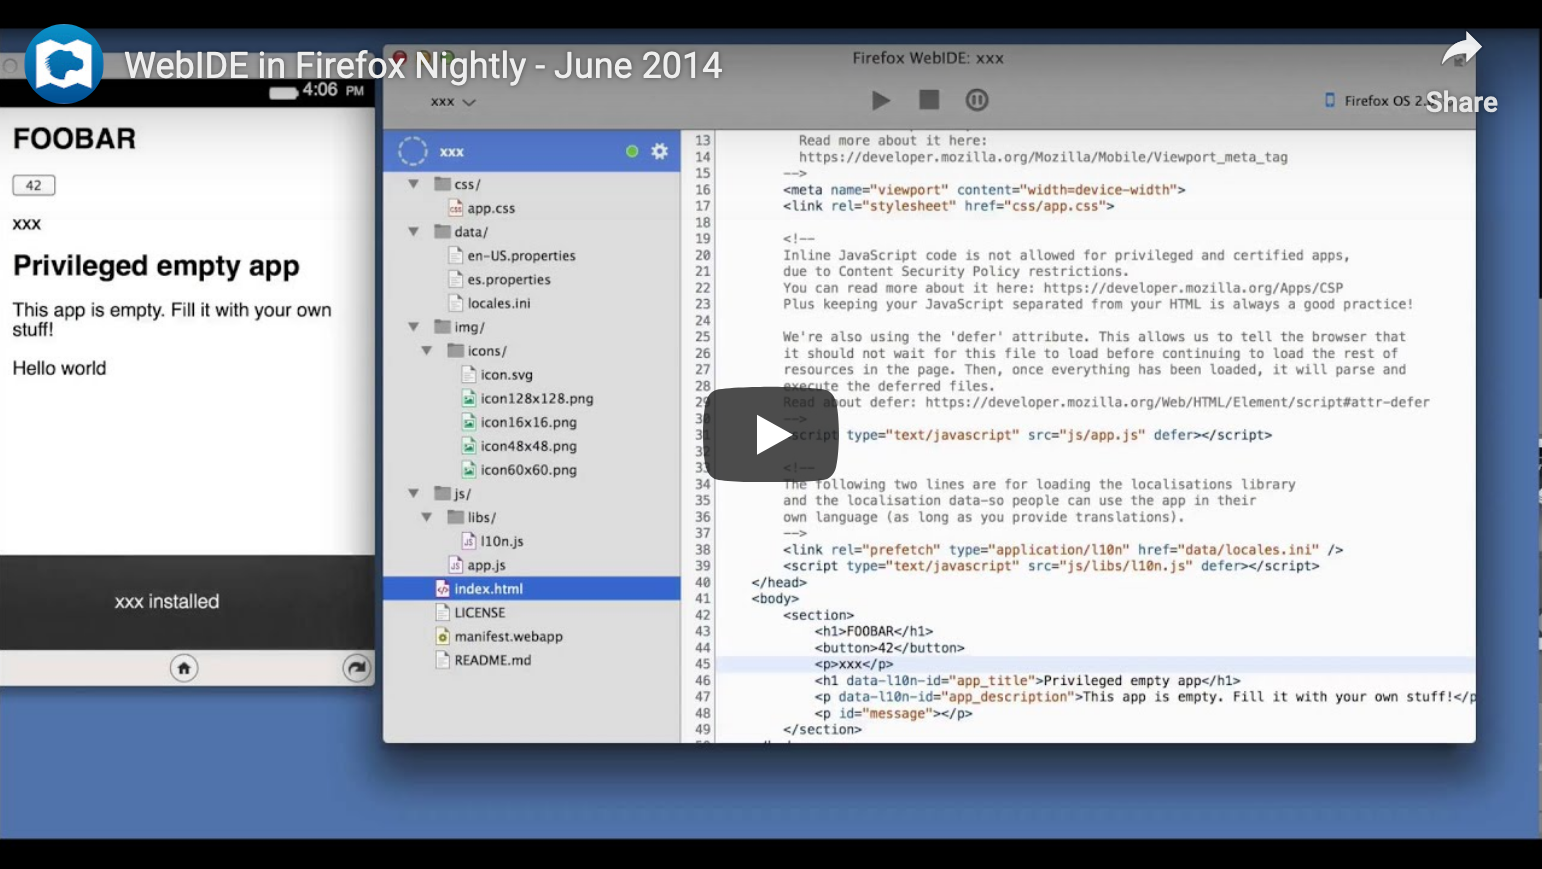 WebIDE in Firefox Nightly - June 2014
Share
4:06 PM
FOOBAR
42
xxx
Privileged empty app
This app is empty. Fill it with your own
stuff!
Hello world
xxx installed
Firefox WebIDE: xxx
xxx
Firefox OS 2.
xxx
css/
app.css
data/
en-US.properties
es.properties
locales.ini
img/
icons/
icon.svg
icon128x128.png
icon16x16.png
icon48x48.png
icon60x60.png
js/
libs/
l10n.js
app.js
index.html
LICENSE
manifest.webapp
README.md
13 Read more about it here:
14 https://developer.mozilla.org/Mozilla/Mobile/Viewport_meta_tag
15 -->
16 <meta name="viewport" content="width=device-width">
17 <link rel="stylesheet" href="css/app.css">
18
19 <!--
20 Inline JavaScript code is not allowed for privileged and certified apps,
21 due to Content Security Policy restrictions.
22 You can read more about it here: https://developer.mozilla.org/Apps/CSP
23 Plus keeping your JavaScript separated from your HTML is always a good practice!
24
25 We're also using the 'defer' attribute. This allows us to tell the browser that
26 it should not wait for this file to load before continuing to load the rest of
27 resources in the page. Then, once everything has been loaded, it will parse and
28 execute the deferred files.
29 Read about defer: https://developer.mozilla.org/Web/HTML/Element/script#attr-defer
30 -->
31 script type="text/javascript" src="js/app.js" defer></script>
32
33 <!--
34 The following two lines are for loading the localisations library
35 and the localisation data-so people can use the app in their
36 own language (as long as you provide translations).
37 -->
38 <link rel="prefetch" type="application/l10n" href="data/locales.ini" />
39 <script type="text/javascript" src="js/libs/l10n.js" defer></script>
40 </head>
41 <body>
42 <section>
43 <h1>FOOBAR</h1>
44 <button>42</button>
45 <p>xxx</p>
46 <h1 data-l10n-id="app_title">Privileged empty app</h1>
47 <p data-l10n-id="app_description">This app is empty. Fill it with your own stuff!</p
48 <p id="message"></p>
49 </section>